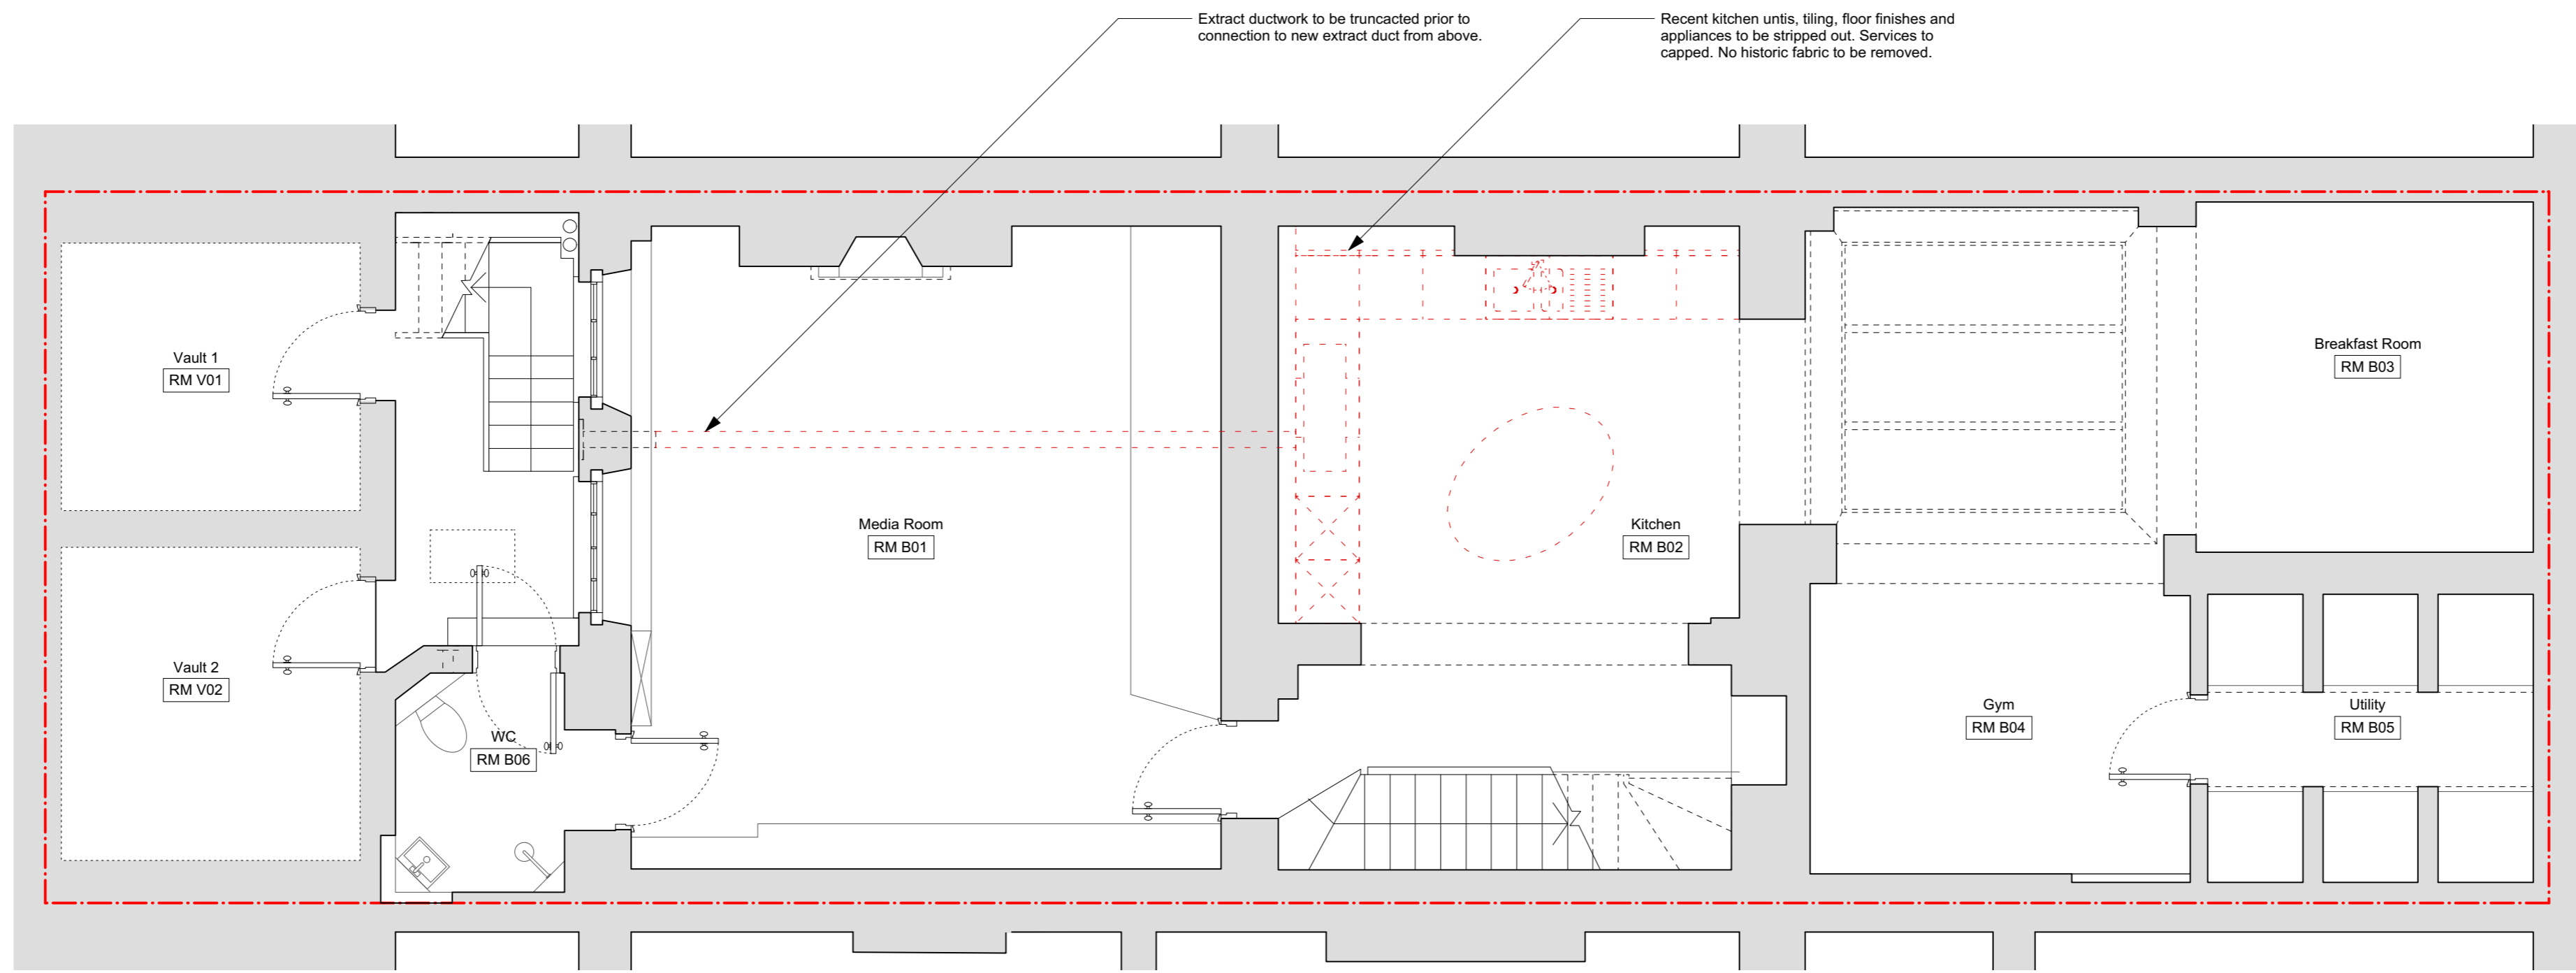 Extract ductwork to be truncacted prior to
connection to new extract duct from above.
Recent kitchen untis, tiling, floor finishes and
appliances to be stripped out. Services to
capped. No historic fabric to be removed.
Vault 1
RM V01
Breakfast Room
RM B03
Media Room
RM B01
Kitchen
RM B02
Vault 2
RM V02
WC
RM B06
Gym
RM B04
Utility
RM B05